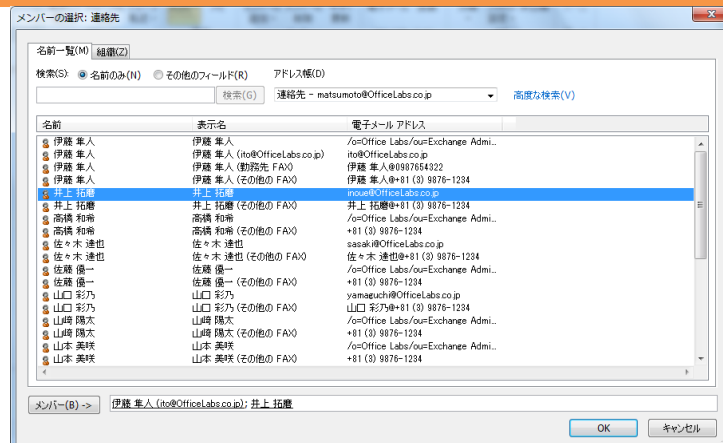 メンバーの選択: 連絡先
名前一覧(M) 組織(Z)
検索(S): 名前のみ(N) その他のフィールド(R) アドレス帳(D)
検索(G) 連絡先 - matsumoto@OfficeLabs.co.jp 高度な検索(V)
名前 表示名 電子メール アドレス
伊藤 隼人 伊藤 隼人 /o=Office Labs/ou=Exchange Admi...
伊藤 隼人 伊藤 隼人 (ito@OfficeLabs.co.jp) ito@OfficeLabs.co.jp
伊藤 隼人 伊藤 隼人 (勤務先 FAX) 伊藤 隼人@0987654322
伊藤 隼人 伊藤 隼人 (その他の FAX) 伊藤 隼人@+81 (3) 9876-1234
井上 拓磨 井上 拓磨 inoue@OfficeLabs.co.jp
井上 拓磨 井上 拓磨 (その他の FAX) 井上 拓磨@+81 (3) 9876-1234
高橋 和希 高橋 和希 /o=Office Labs/ou=Exchange Admi...
高橋 和希 高橋 和希 (その他の FAX) +81 (3) 9876-1234
佐々木 達也 佐々木 達也 sasaki@OfficeLabs.co.jp
佐々木 達也 佐々木 達也 (その他の FAX) 佐々木 達也@+81 (3) 9876-1234
佐藤 優一 佐藤 優一 /o=Office Labs/ou=Exchange Admi...
佐藤 優一 佐藤 優一 (その他の FAX) +81 (3) 9876-1234
山口 彩乃 山口 彩乃 yamaguchi@OfficeLabs.co.jp
山口 彩乃 山口 彩乃 (その他の FAX) 山口 彩乃@+81 (3) 9876-1234
山崎 陽太 山崎 陽太 /o=Office Labs/ou=Exchange Admi...
山崎 陽太 山崎 陽太 (その他の FAX) +81 (3) 9876-1234
山本 美咲 山本 美咲 /o=Office Labs/ou=Exchange Admi...
山本 美咲 山本 美咲 (その他の FAX) +81 (3) 9876-1234
メンバー(B) -> 伊藤 隼人 (ito@OfficeLabs.co.jp); 井上 拓磨
OK キャンセル